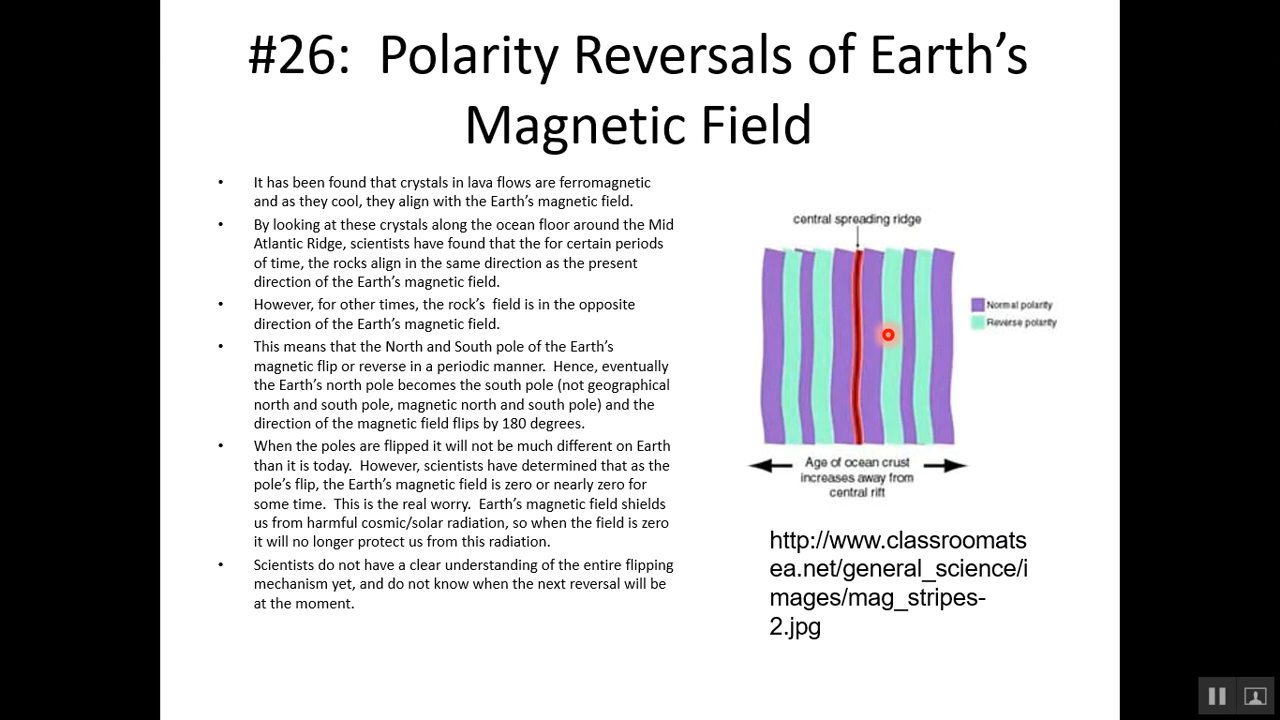 #26:  Polarity Reversals of Earth’s
Magnetic Field
• It has been found that crystals in lava flows are ferromagnetic
and as they cool, they align with the Earth’s magnetic field.
• By looking at these crystals along the ocean floor around the Mid
Atlantic Ridge, scientists have found that the for certain periods
of time, the rocks align in the same direction as the present
direction of the Earth’s magnetic field.
• However, for other times, the rock’s  field is in the opposite
direction of the Earth’s magnetic field.
• This means that the North and South pole of the Earth’s
magnetic flip or reverse in a periodic manner.  Hence, eventually
the Earth’s north pole becomes the south pole (not geographical
north and south pole, magnetic north and south pole) and the
direction of the magnetic field flips by 180 degrees.
• When the poles are flipped it will not be much different on Earth
than it is today.  However, scientists have determined that as the
pole’s flip, the Earth’s magnetic field is zero or nearly zero for
some time.  This is the real worry.  Earth’s magnetic field shields
us from harmful cosmic/solar radiation, so when the field is zero
it will no longer protect us from this radiation.
• Scientists do not have a clear understanding of the entire flipping
mechanism yet, and do not know when the next reversal will be
at the moment.
central spreading ridge
Normal polarity
Reverse polarity
Age of ocean crust
increases away from
central rift
http://www.classroomats
ea.net/general_science/i
mages/mag_stripes-
2.jpg